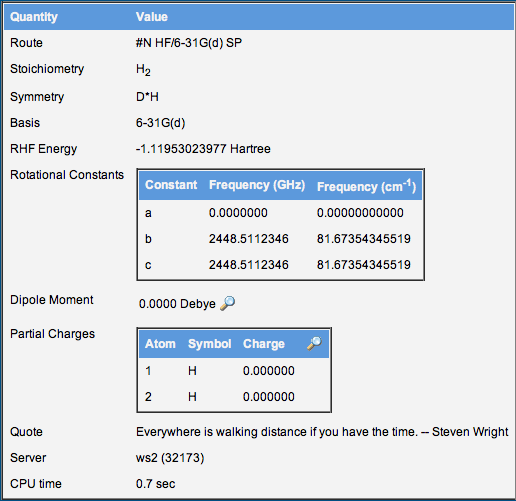 Quantity Value
Route #N HF/6-31G(d) SP
Stoichiometry H2
Symmetry D*H
Basis 6-31G(d)
RHF Energy -1.11953023977 Hartree
Rotational Constants
Constant Frequency (GHz) Frequency (cm-1)
a 0.0000000 0.00000000000
b 2448.5112346 81.67354345519
c 2448.5112346 81.67354345519
Dipole Moment 0.0000 Debye
Partial Charges
Atom Symbol Charge
1 H 0.000000
2 H 0.000000
Quote Everywhere is walking distance if you have the time. -- Steven Wright
Server ws2 (32173)
CPU time 0.7 sec